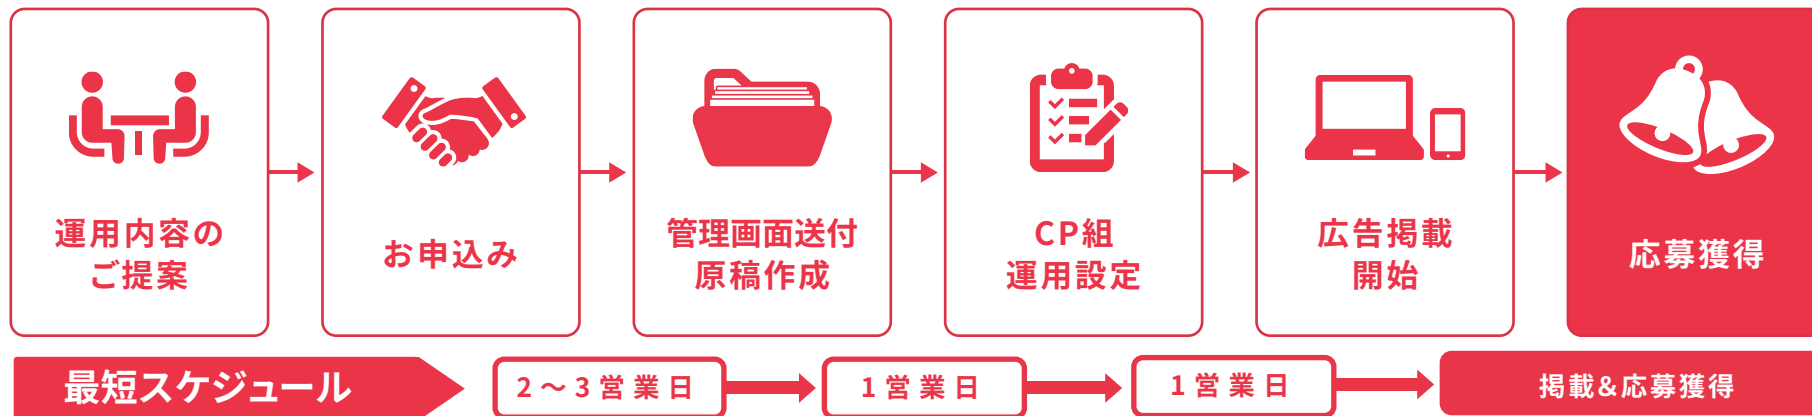 運用内容の
ご提案
お申込み
管理画面送付
原稿作成
CP組
運用設定
広告掲載
開始
応募獲得
最短スケジュール
2～3営業日
1営業日
1営業日
掲載&応募獲得